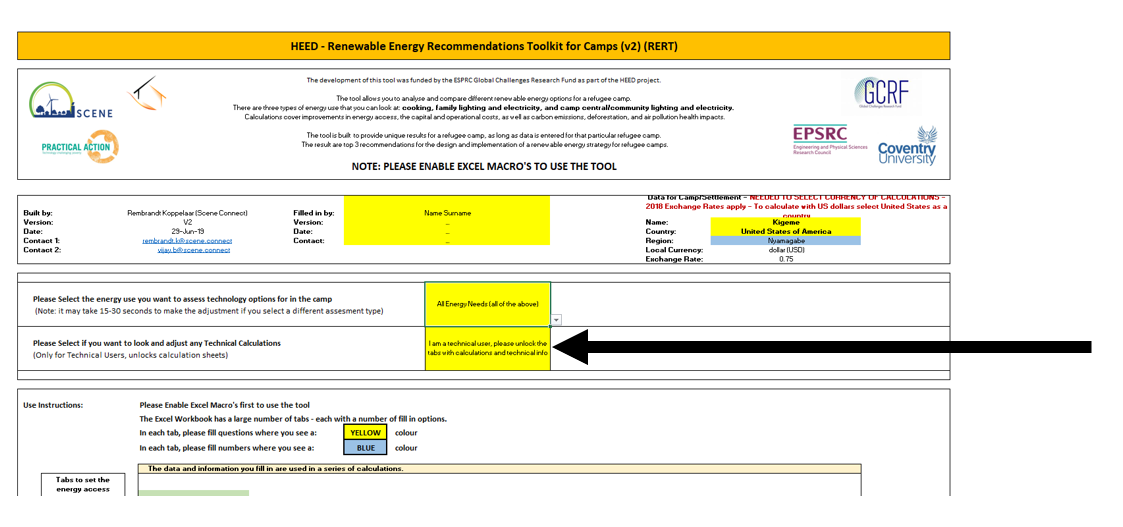 HEED - Renewable Energy Recommendations Toolkit for Camps (v2) (RERT)
The development of this tool was funded by the ESPRC Global Challenges Research Fund as part of the HEED project.
The tool allows you to analyse and compare different renewable energy options for a refugee camp.
There are three types of energy use that you can look at: cooking, family lighting and electricity, and camp central/community lighting and electricity.
Calculations cover improvements in energy access, the capital and operational costs, as well as carbon emissions, deforestation, and air pollution health impacts.
The tool is built to provide unique results for a refugee camp, as long as data is entered for that particular refugee camp.
The result are top 3 recommendations for the design and implementation of a renewable energy strategy for refugee camps.
NOTE: PLEASE ENABLE EXCEL MACRO'S TO USE THE TOOL
SCENE
PRACTICAL ACTION
GCRF
EPSRC
Engineering and Physical Sciences
Research Council
Coventry
University
Built by: Rembrandt Koppelaar (Scene Connect)
Version: V2
Date: 29-Jun-19
Contact 1: rembrandt.k@scene.connect
Contact 2: vijay.b@scene.connect
Filled in by: Name Surname
Version: _
Date: _
Contact: _
Data for Camp/Settlement - NEEDED TO SELECT CURRENCY OF CALCULATIONS -
2018 Exchange Rates apply - To calculate with US dollars select United States as a
country
Name: Kigeme
Country: United States of America
Region: Nyamagabe
Local Currency: dollar (USD)
Exchange Rate: 0.75
Please Select the energy use you want to assess technology options for in the camp
(Note: it may take 15-30 seconds to make the adjustment if you select a different assesment type)
All Energy Needs (all of the above)
Please Select if you want to look and adjust any Technical Calculations
(Only for Technical Users, unlocks calculation sheets)
I am a technical user, please unlock the
tabs with calculations and technical info
Use Instructions: Please Enable Excel Macro's first to use the tool
The Excel Workbook has a large number of tabs - each with a number of fill in options.
In each tab, please fill questions where you see a: YELLOW colour
In each tab, please fill numbers where you see a: BLUE colour
The data and information you fill in are used in a series of calculations.
Tabs to set the
energy access